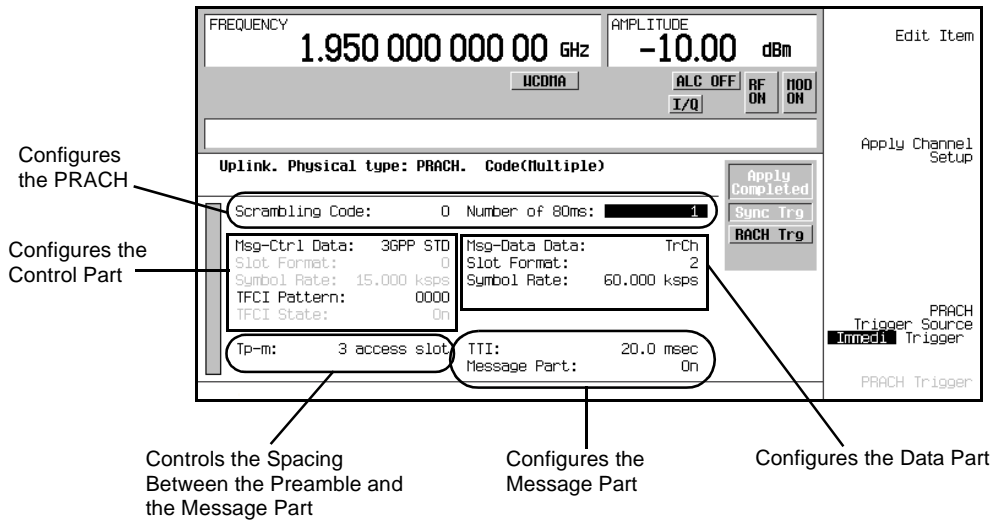 FREQUENCY
1.950 000 000 00 GHz
AMPLITUDE
-10.00 dBm
WCDMA
ALC OFF
I/Q
RF ON
MOD ON
Edit Item
Apply Channel
Setup
PRACH
Trigger Source
Immedi Trigger
PRACH Trigger
Uplink. Physical type: PRACH. Code(Multiple)
Apply
Completed
Sync Trg
RACH Trg
Scrambling Code: 0 Number of 80ms: 1
Msg-Ctrl Data: 3GPP STD
Slot Format: 0
Symbol Rate: 15.000 ksps
TFCI Pattern: 0000
TFCI State: On
Msg-Data Data: TrCh
Slot Format: 2
Symbol Rate: 60.000 ksps
Tp-m: 3 access slot
TTI: 20.0 msec
Message Part: On
Configures
the PRACH
Configures the
Control Part
Controls the Spacing
Between the Preamble and
the Message Part
Configures the
Message Part
Configures the Data Part